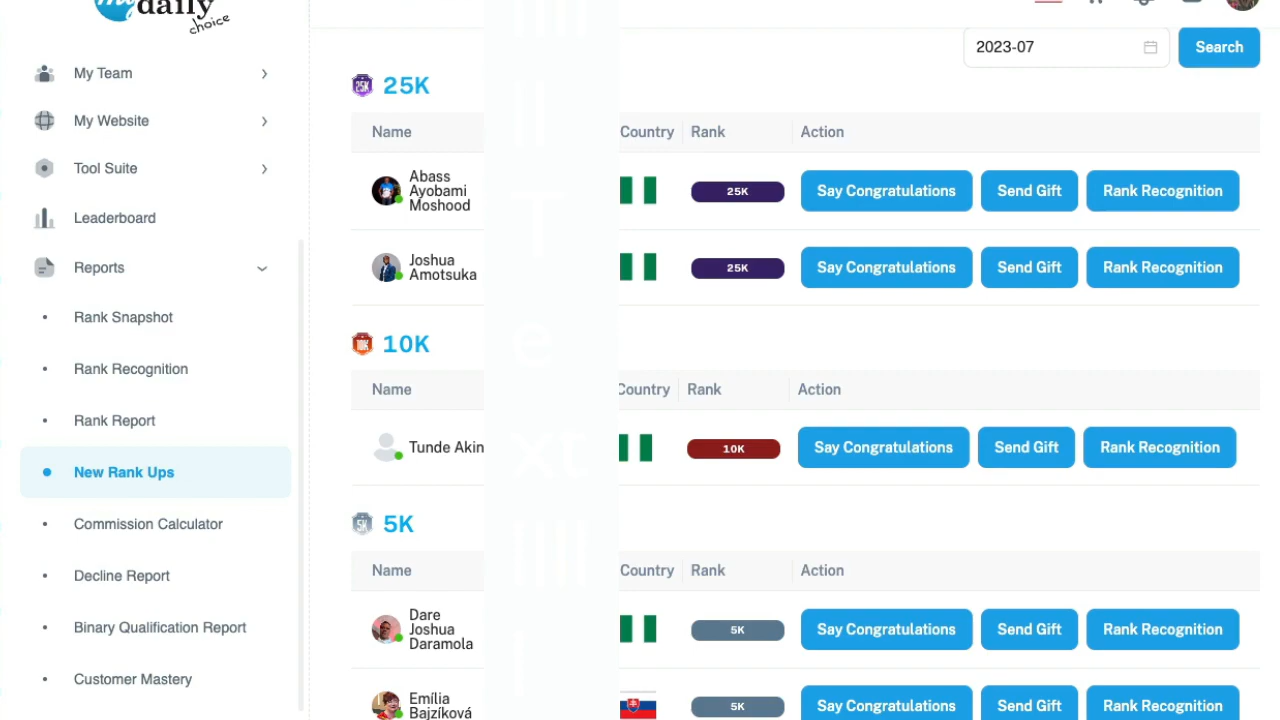 my daily
choice
My Team
My Website
Tool Suite
Leaderboard
Reports
Rank Snapshot
Rank Recognition
Rank Report
New Rank Ups
Commission Calculator
Decline Report
Binary Qualification Report
Customer Mastery
2023-07
Search
25K
Name Country Rank Action
Abass
Ayobami
Moshood
25K Say Congratulations Send Gift Rank Recognition
Joshua
Amotsuka
25K Say Congratulations Send Gift Rank Recognition
10K
Name Country Rank Action
Tunde Akin
10K Say Congratulations Send Gift Rank Recognition
5K
Name Country Rank Action
Dare
Joshua
Daramola
5K Say Congratulations Send Gift Rank Recognition
Emília
Bajzíková
5K Say Congratulations Send Gift Rank Recognition